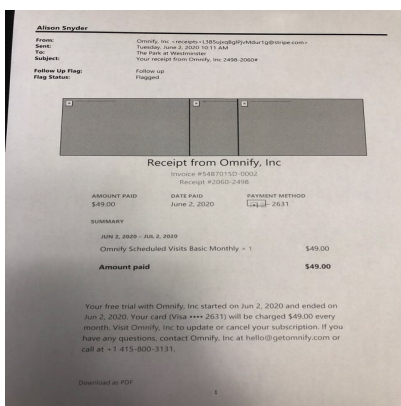 Alison Snyder
From: Omnify, Inc <receipts+L3BSujxqBglPJvMdwr1g@stripe.com>
Sent: Tuesday, June 2, 2020 10:11 AM
To: The Park at Westminster
Subject: Your receipt from Omnify, Inc 2498-2060#
Follow Up Flag: Follow up
Flag Status: Flagged
Receipt from Omnify, Inc
Invoice #5487015D-0002
Receipt #2060-2498
AMOUNT PAID DATE PAID PAYMENT METHOD
$49.00 June 2, 2020 - 2631
SUMMARY
JUN 2, 2020 – JUL 2, 2020
Omnify Scheduled Visits Basic Monthly × 1 $49.00
Amount paid $49.00
Your free trial with Omnify, Inc started on Jun 2, 2020 and ended on
Jun 2, 2020. Your card (Visa •••• 2631) will be charged $49.00 every
month. Visit Omnify, Inc to update or cancel your subscription. If you
have any questions, contact Omnify, Inc at hello@getomnify.com or
call at +1 415-800-3131.
Download as PDF
1